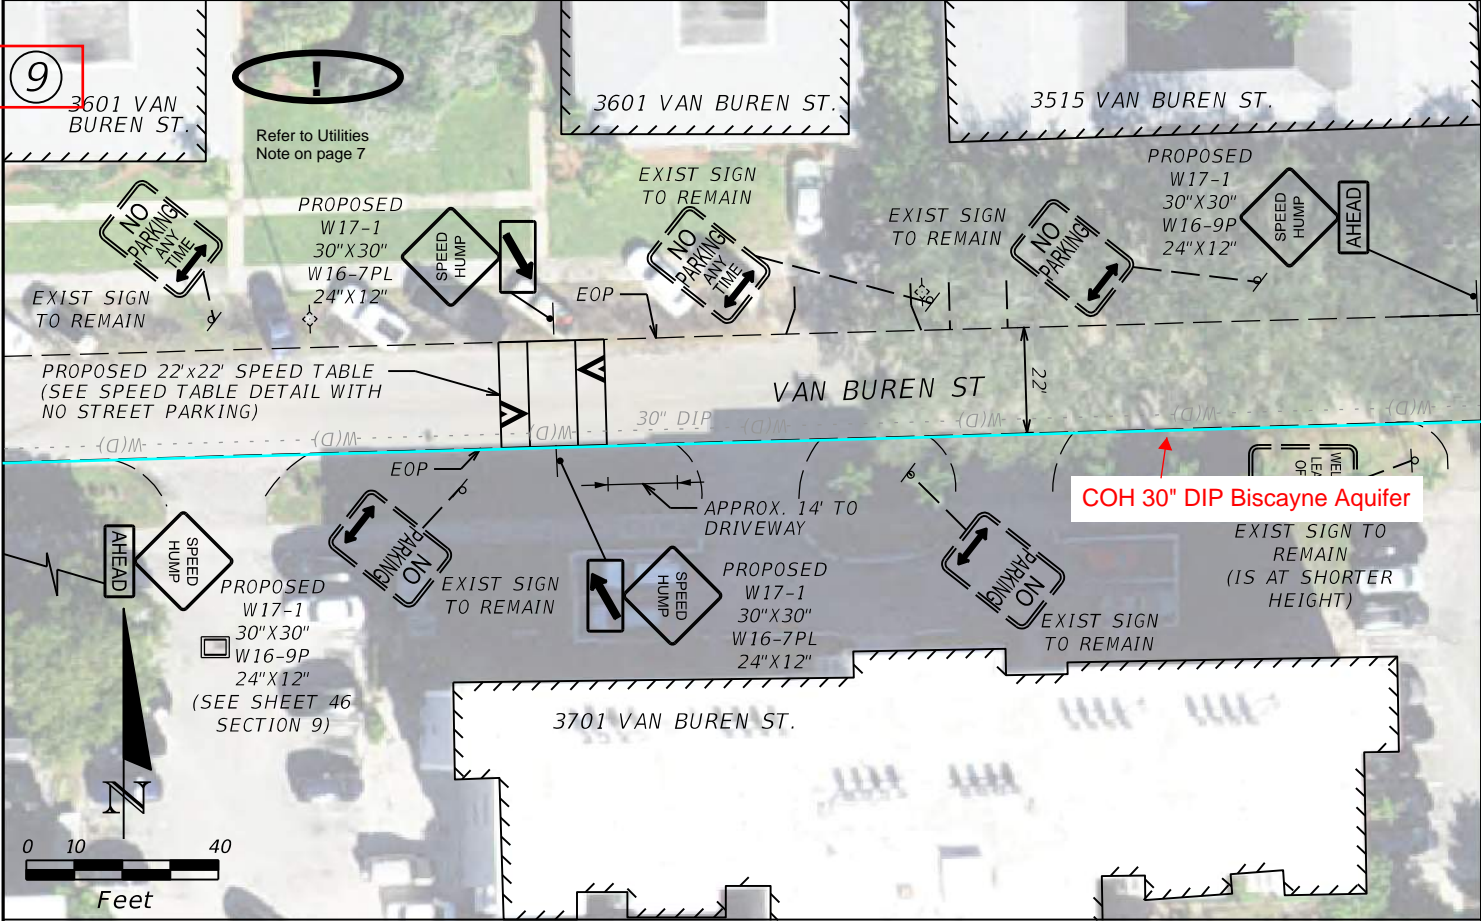 9
3601 VAN
BUREN ST.
!
Refer to Utilities
Note on page 7
3601 VAN BUREN ST.
3515 VAN BUREN ST.
NO
PARKING
ANY
TIME
EXIST SIGN
TO REMAIN
PROPOSED
W17-1
30"X30"
W16-7PL
24"X12"
SPEED
HUMP
EXIST SIGN
TO REMAIN
NO
PARKING
ANY
TIME
EOP
EXIST SIGN
TO REMAIN
NO
PARKING
PROPOSED
W17-1
30"X30"
W16-9P
24"X12"
SPEED
HUMP
AHEAD
PROPOSED 22'x22' SPEED TABLE
(SEE SPEED TABLE DETAIL WITH
NO STREET PARKING)
VAN BUREN ST
22'
30" DIP
W(D)
W(D)
W(D)
W(D)
W(D)
W(D)
W(D)
EOP
APPROX. 14' TO
DRIVEWAY
COH 30" DIP Biscayne Aquifer
WEL
LEA
OF
EXIST SIGN TO
REMAIN
(IS AT SHORTER
HEIGHT)
AHEAD
SPEED
HUMP
PROPOSED
W17-1
30"X30"
W16-9P
24"X12"
(SEE SHEET 46
SECTION 9)
NO
PARKING
EXIST SIGN
TO REMAIN
SPEED
HUMP
PROPOSED
W17-1
30"X30"
W16-7PL
24"X12"
NO
PARKING
EXIST SIGN
TO REMAIN
3701 VAN BUREN ST.
N
0 10 40
Feet